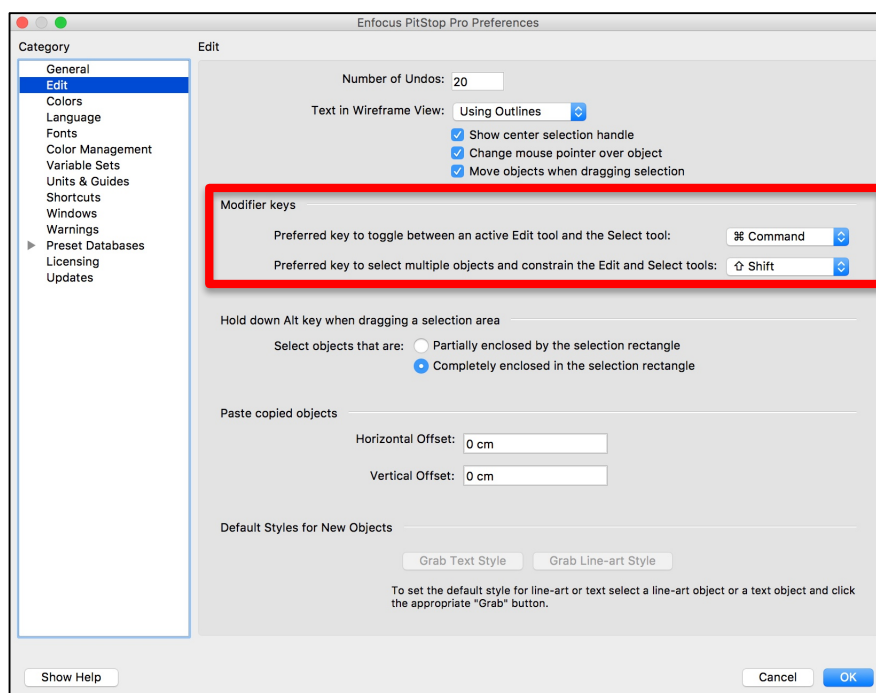 Enfocus PitStop Pro Preferences
Category
General
Edit
Colors
Language
Fonts
Color Management
Variable Sets
Units & Guides
Shortcuts
Windows
Warnings
Preset Databases
Licensing
Updates
Edit
Number of Undos: 20
Text in Wireframe View: Using Outlines
Show center selection handle
Change mouse pointer over object
Move objects when dragging selection
Modifier keys
Preferred key to toggle between an active Edit tool and the Select tool: ⌘ Command
Preferred key to select multiple objects and constrain the Edit and Select tools: ⇧ Shift
Hold down Alt key when dragging a selection area
Select objects that are: Partially enclosed by the selection rectangle
Completely enclosed in the selection rectangle
Paste copied objects
Horizontal Offset: 0 cm
Vertical Offset: 0 cm
Default Styles for New Objects
Grab Text Style Grab Line-art Style
To set the default style for line-art or text select a line-art object or a text object and click
the appropriate "Grab" button.
Show Help Cancel OK